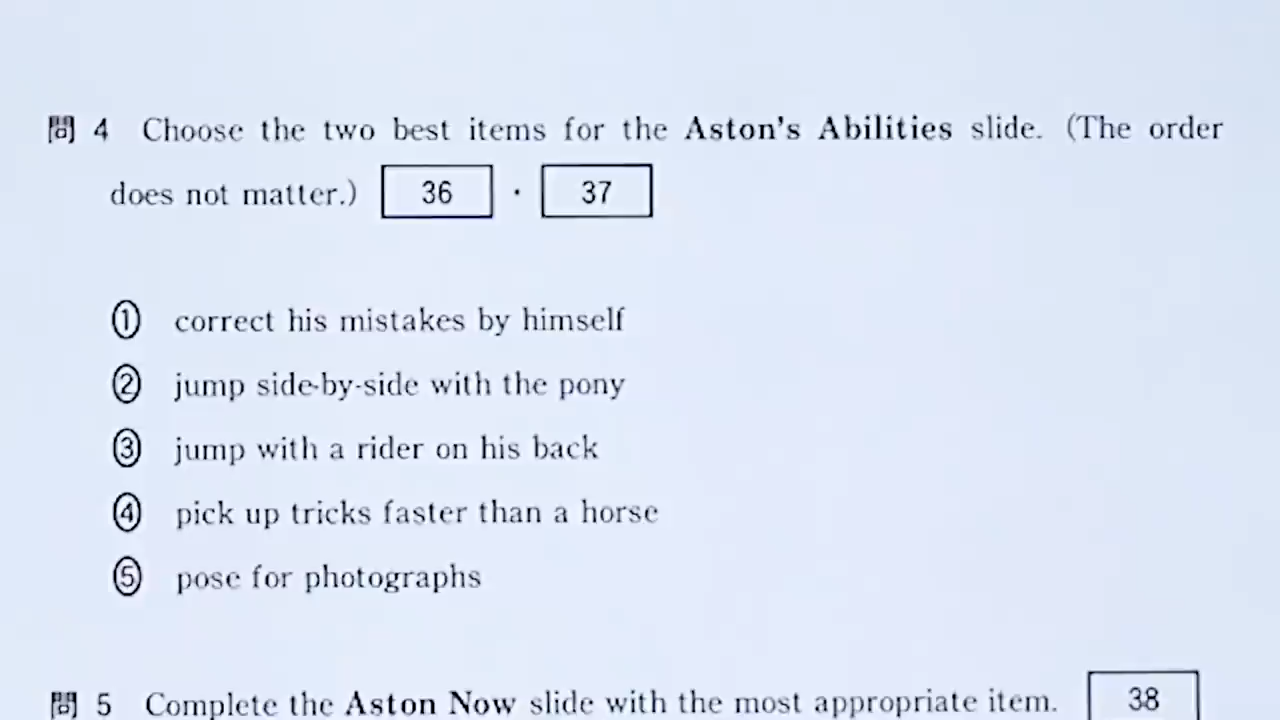 問4 Choose the two best items for the Aston's Abilities slide. (The order
does not matter.) 36 · 37
① correct his mistakes by himself
② jump side-by-side with the pony
③ jump with a rider on his back
④ pick up tricks faster than a horse
⑤ pose for photographs
問5 Complete the Aston Now slide with the most appropriate item. 38